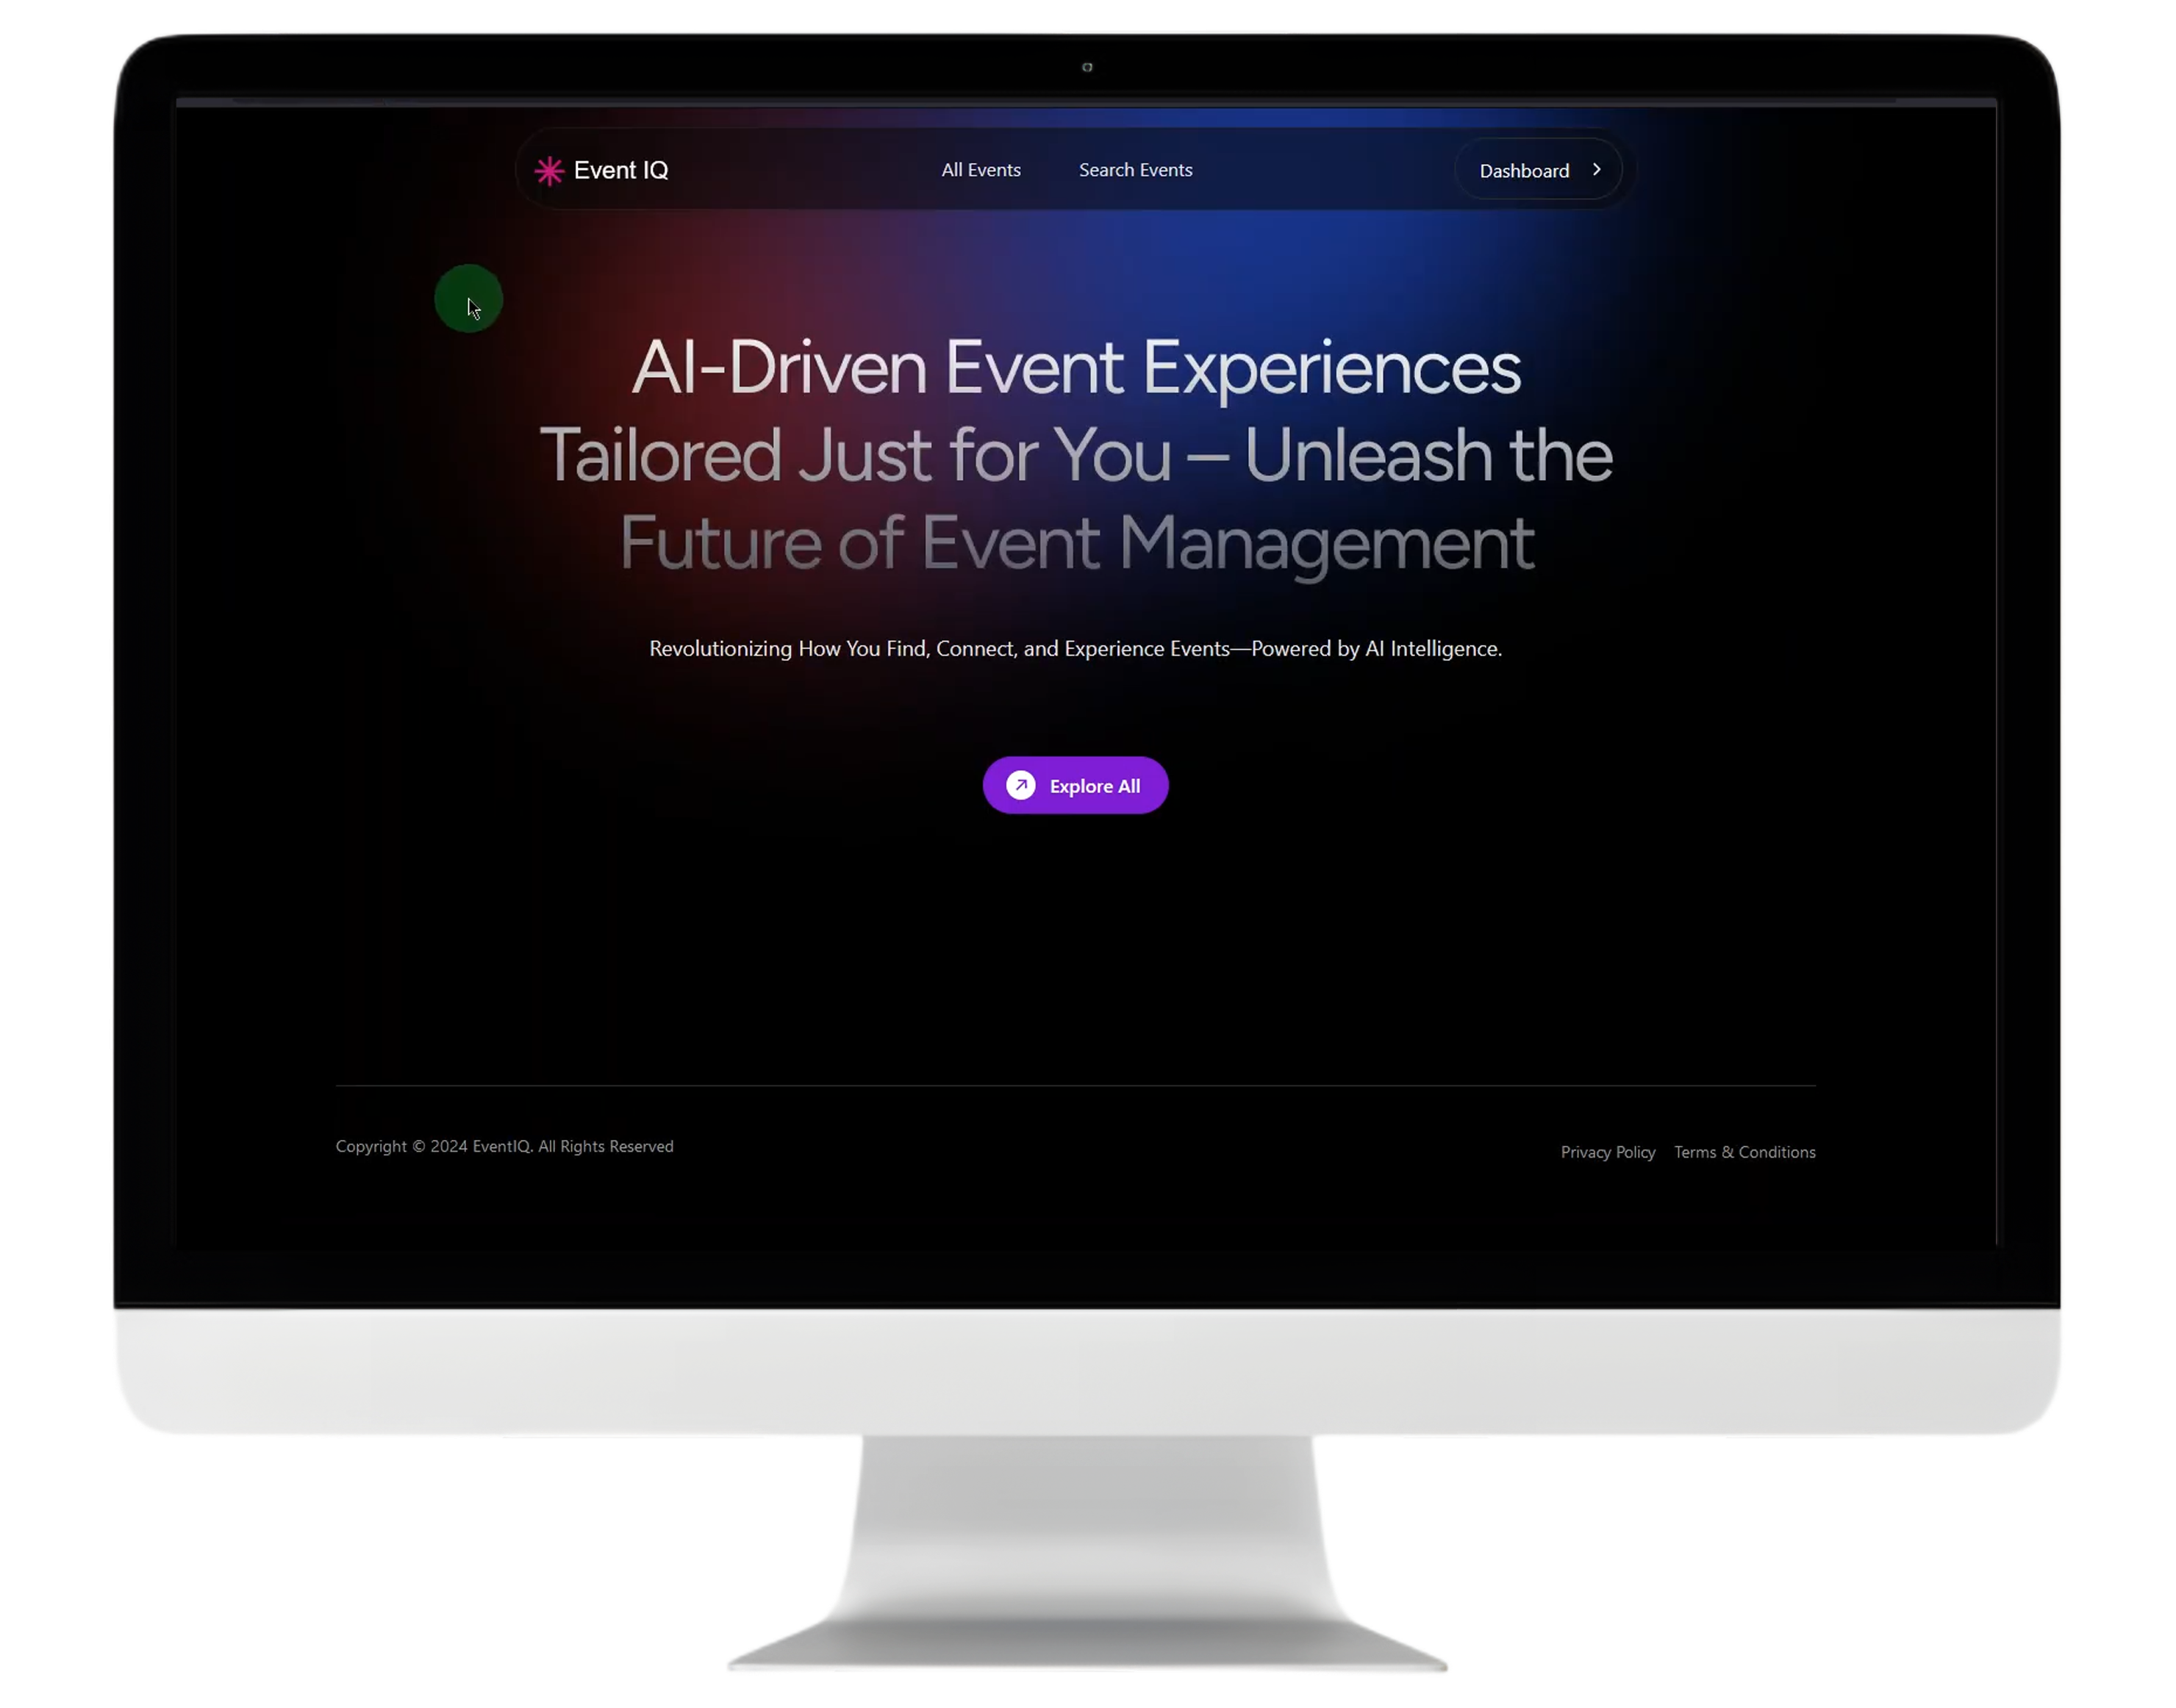 Event IQ
All Events
Search Events
Dashboard
AI-Driven Event Experiences
Tailored Just for You – Unleash the
Future of Event Management
Revolutionizing How You Find, Connect, and Experience Events—Powered by AI Intelligence.
Explore All
Copyright © 2024 EventIQ. All Rights Reserved
Privacy Policy
Terms & Conditions